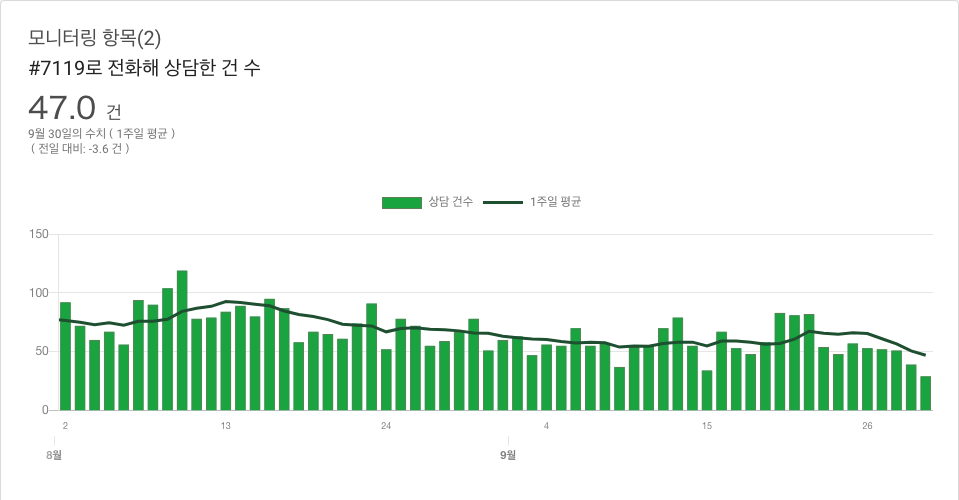 모니터링 항목(2)
#7119로 전화해 상담한 건 수
47.0 건
9월 30일의 수치 ( 1주일 평균 )
( 전일 대비: -3.6 건 )
상담 건수 1주일 평균
150
100
50
0
2 13 24 4 15 26
8월 9월